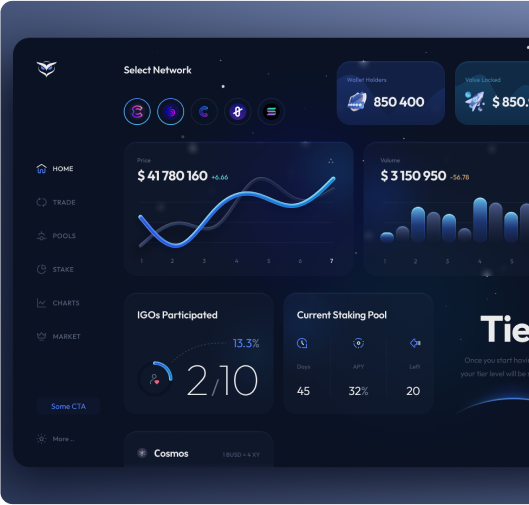 Select Network
Wallet Holders
850 400
Value Locked
$ 850.
HOME
TRADE
POOLS
STAKE
CHARTS
MARKET
Some CTA
More ..
Price
$ 41 780 160 +6.66
1 2 3 4 5 6 7
Volume
$ 3 150 950 -56.78
1 2 3 4 5
IGOs Participated
13.3%
2/10
Current Staking Pool
Days APY Left
45 32% 20
Tie
Once you start havin
your tier level will be
Cosmos
1 BUSD = 4 XY